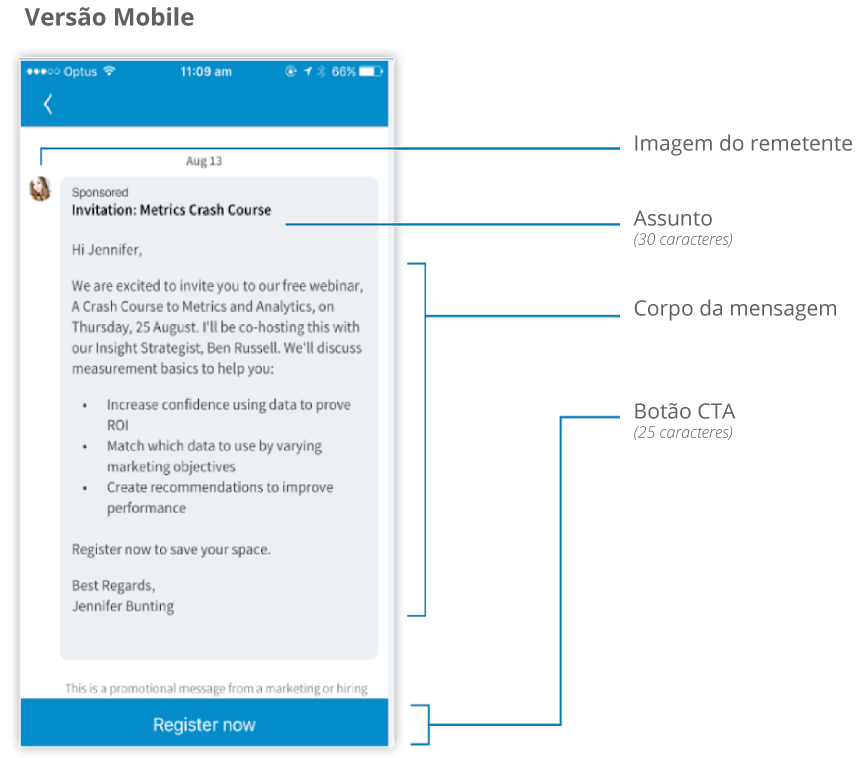 Versão Mobile
Optus 11:09 am 66%
Imagem do remetente
Aug 13
Sponsored
Invitation: Metrics Crash Course
Assunto
(30 caracteres)
Hi Jennifer,
We are excited to invite you to our free webinar,
A Crash Course to Metrics and Analytics, on
Thursday, 25 August. I'll be co-hosting this with
our Insight Strategist, Ben Russell. We'll discuss
measurement basics to help you:
Corpo da mensagem
• Increase confidence using data to prove
ROI
• Match which data to use by varying
marketing objectives
• Create recommendations to improve
performance
Botão CTA
(25 caracteres)
Register now to save your space.
Best Regards,
Jennifer Bunting
This is a promotional message from a marketing or hiring
Register now